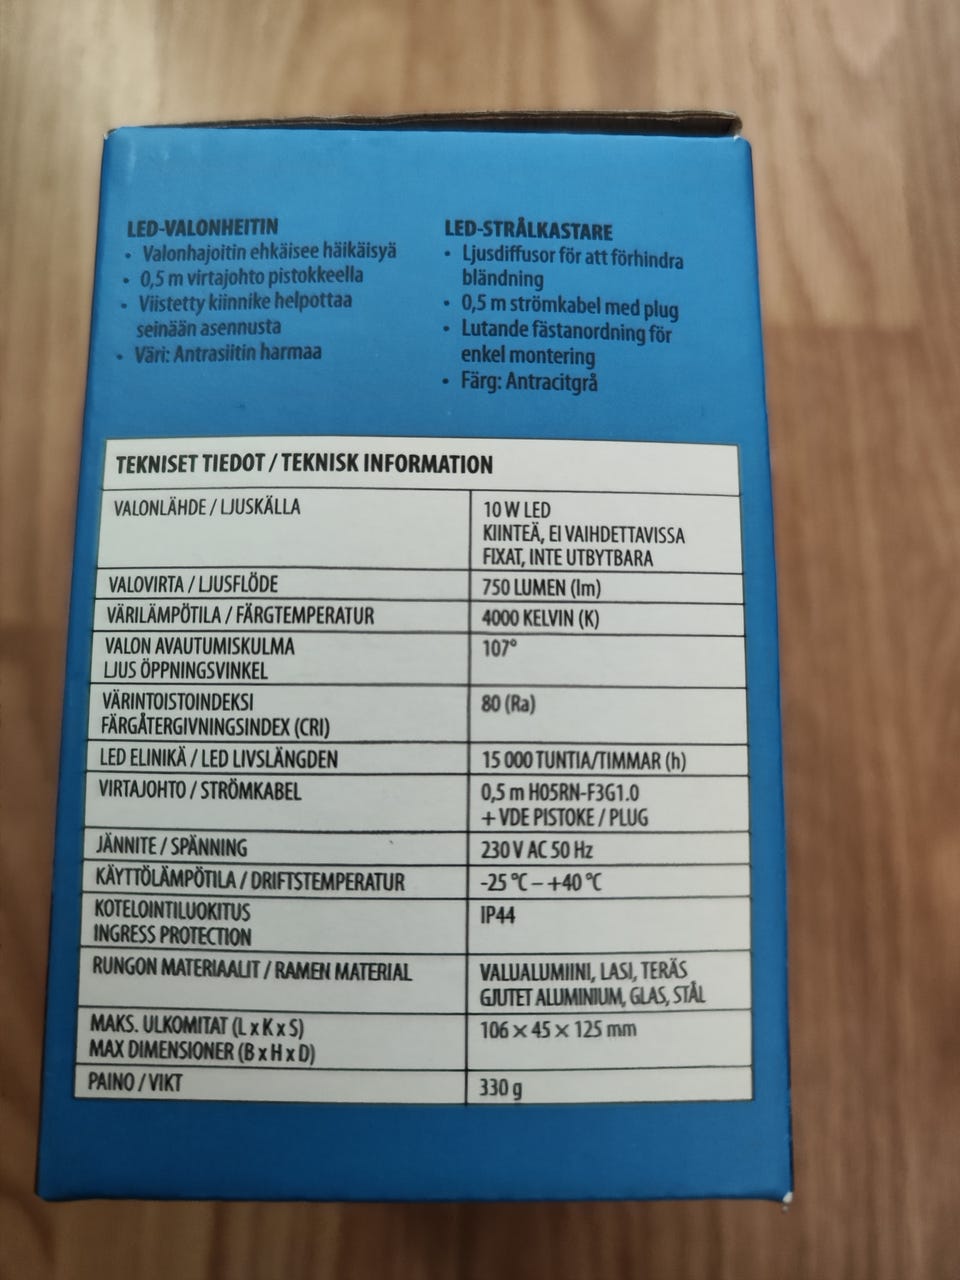 LED-VALONHEITIN
• Valonhajoitin ehkäisee häikäisyä
• 0,5 m virtajohto pistokkeella
• Viistetty kiinnike helpottaa
seinään asennusta
• Väri: Antrasiitin harmaa
LED-STRÅLKASTARE
• Ljusdiffusor för att förhindra
bländning
• 0,5 m strömkabel med plug
• Lutande fästanordning för
enkel montering
• Färg: Antracitgrå
TEKNISET TIEDOT / TEKNISK INFORMATION
VALONLÄHDE / LJUSKÄLLA
10 W LED
KIINTEÄ, EI VAIHDETTAVISSA
FIXAT, INTE UTBYTBARA
VALOVIRTA / LJUSFLÖDE
750 LUMEN (lm)
VÄRILÄMPÖTILA / FÄRGTEMPERATUR
4000 KELVIN (K)
VALON AVAUTUMISKULMA
LJUS ÖPPNINGSVINKEL
107°
VÄRINTOISTOINDEKSI
FÄRGÅTERGIVNINGSINDEX (CRI)
80 (Ra)
LED ELINIKÄ / LED LIVSLÄNGDEN
15 000 TUNTIA/TIMMAR (h)
VIRTAJOHTO / STRÖMKABEL
0,5 m H05RN-F3G1.0
+ VDE PISTOKE / PLUG
JÄNNITE / SPÄNNING
230 V AC 50 Hz
KÄYTTÖLÄMPÖTILA / DRIFTSTEMPERATUR
-25 °C – +40 °C
KOTELOINTILUOKITUS
INGRESS PROTECTION
IP44
RUNGON MATERIAALIT / RAMEN MATERIAL
VALUALUMIINI, LASI, TERÄS
GJUTET ALUMINIUM, GLAS, STÅL
MAKS. ULKOMITAT (L x K x S)
MAX DIMENSIONER (B x H x D)
106 × 45 × 125 mm
PAINO / VIKT
330 g